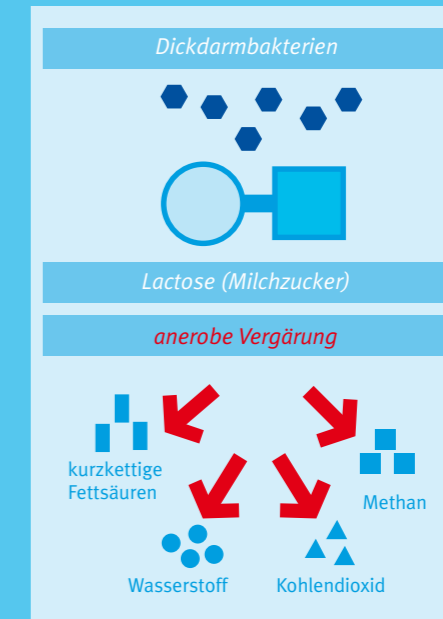 Dickdarmbakterien
Lactose (Milchzucker)
anerobe Vergärung
kurzkettige
Fettsäuren
Methan
Wasserstoff
Kohlendioxid